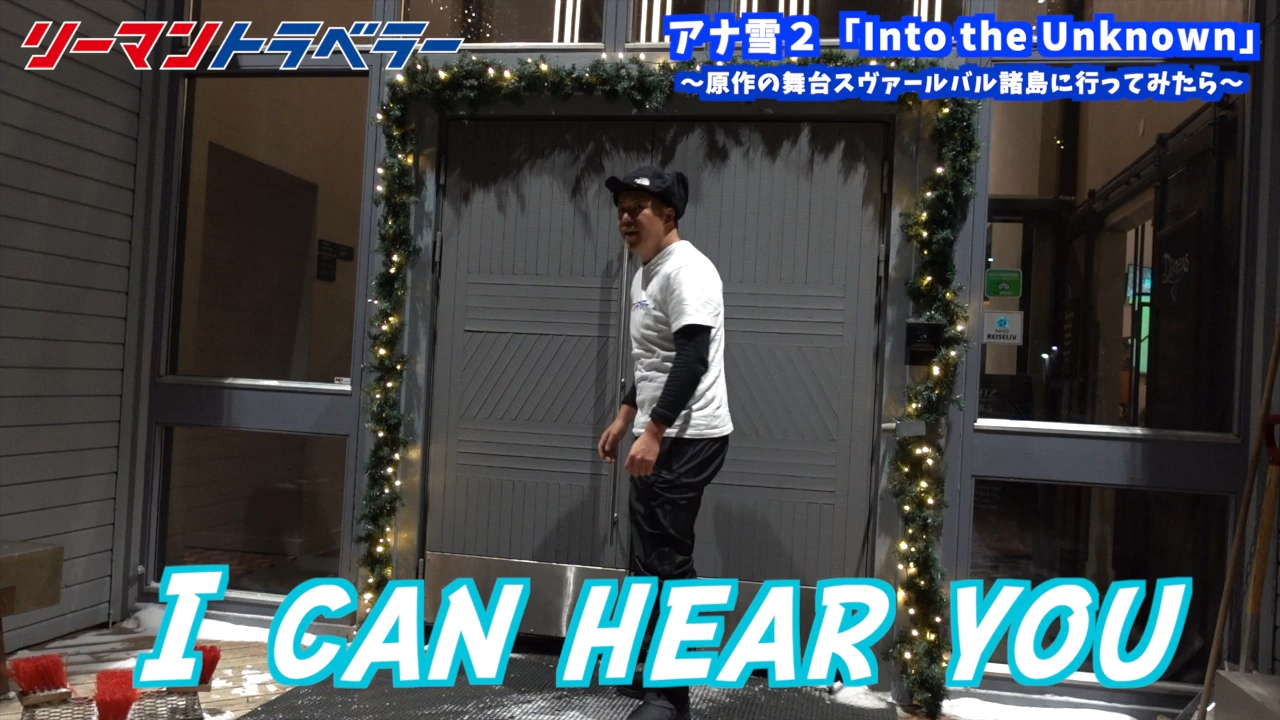 リーマントラベラー
アナ雪２「Into the Unknown」
～原作の舞台スヴァールバル諸島に行ってみたら～
REISELIV
I CAN HEAR YOU